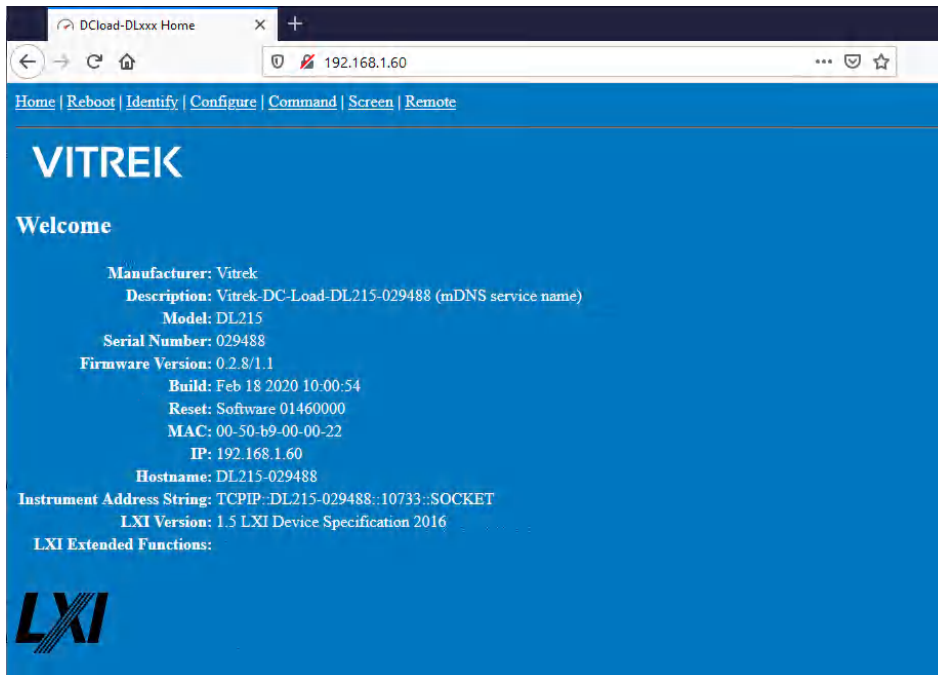 DCload-DLxxx Home
192.168.1.60
Home | Reboot | Identify | Configure | Command | Screen | Remote
VITREK
Welcome
Manufacturer: Vitrek
Description: Vitrek-DC-Load-DL215-029488 (mDNS service name)
Model: DL215
Serial Number: 029488
Firmware Version: 0.2.8/1.1
Build: Feb 18 2020 10:00:54
Reset: Software 01460000
MAC: 00-50-b9-00-00-22
IP: 192.168.1.60
Hostname: DL215-029488
Instrument Address String: TCPIP::DL215-029488::10733::SOCKET
LXI Version: 1.5 LXI Device Specification 2016
LXI Extended Functions:
LXI